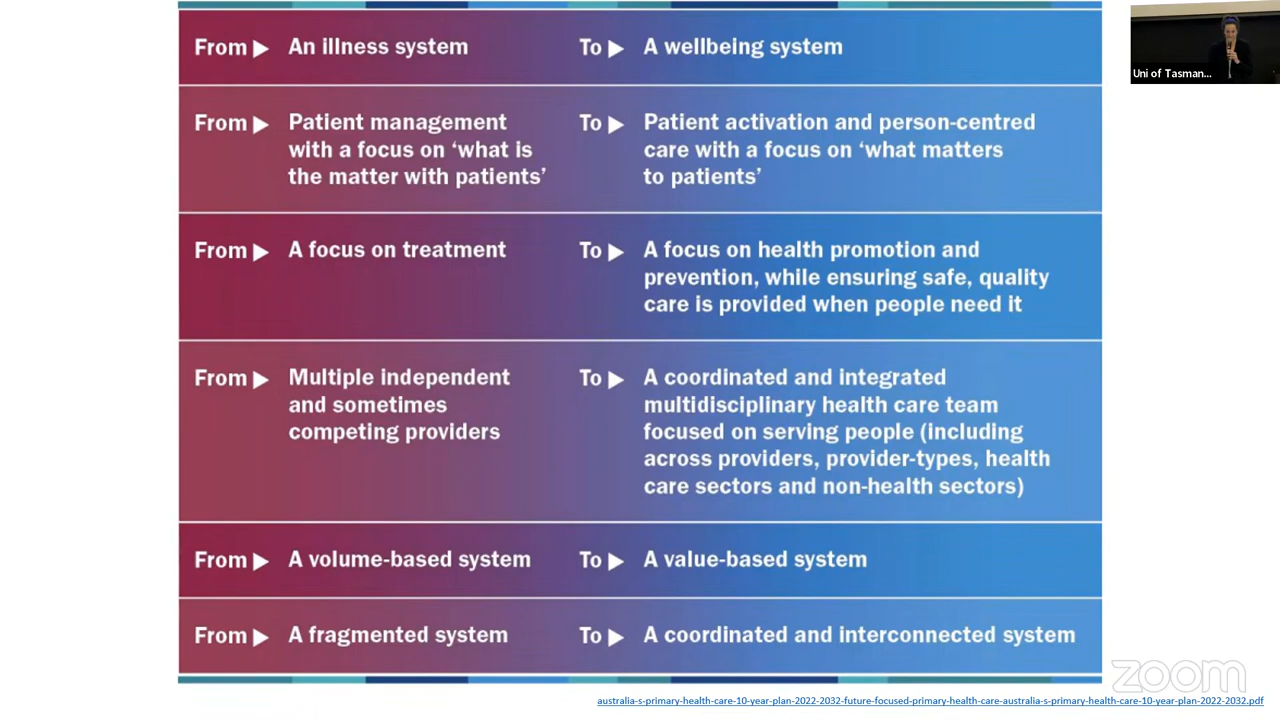 From ▶ An illness system To ▶ A wellbeing system
From ▶ Patient management To ▶ Patient activation and person-centred
with a focus on ‘what is care with a focus on ‘what matters
the matter with patients’ to patients’
From ▶ A focus on treatment To ▶ A focus on health promotion and
prevention, while ensuring safe, quality
care is provided when people need it
From ▶ Multiple independent To ▶ A coordinated and integrated
and sometimes multidisciplinary health care team
competing providers focused on serving people (including
across providers, provider-types, health
care sectors and non-health sectors)
From ▶ A volume-based system To ▶ A value-based system
From ▶ A fragmented system To ▶ A coordinated and interconnected system
Uni of Tasman...
zoom
australia-s-primary-health-care-10-year-plan-2022-2032-future-focused-primary-health-care-australia-s-primary-health-care-10-year-plan-2022-2032.pdf